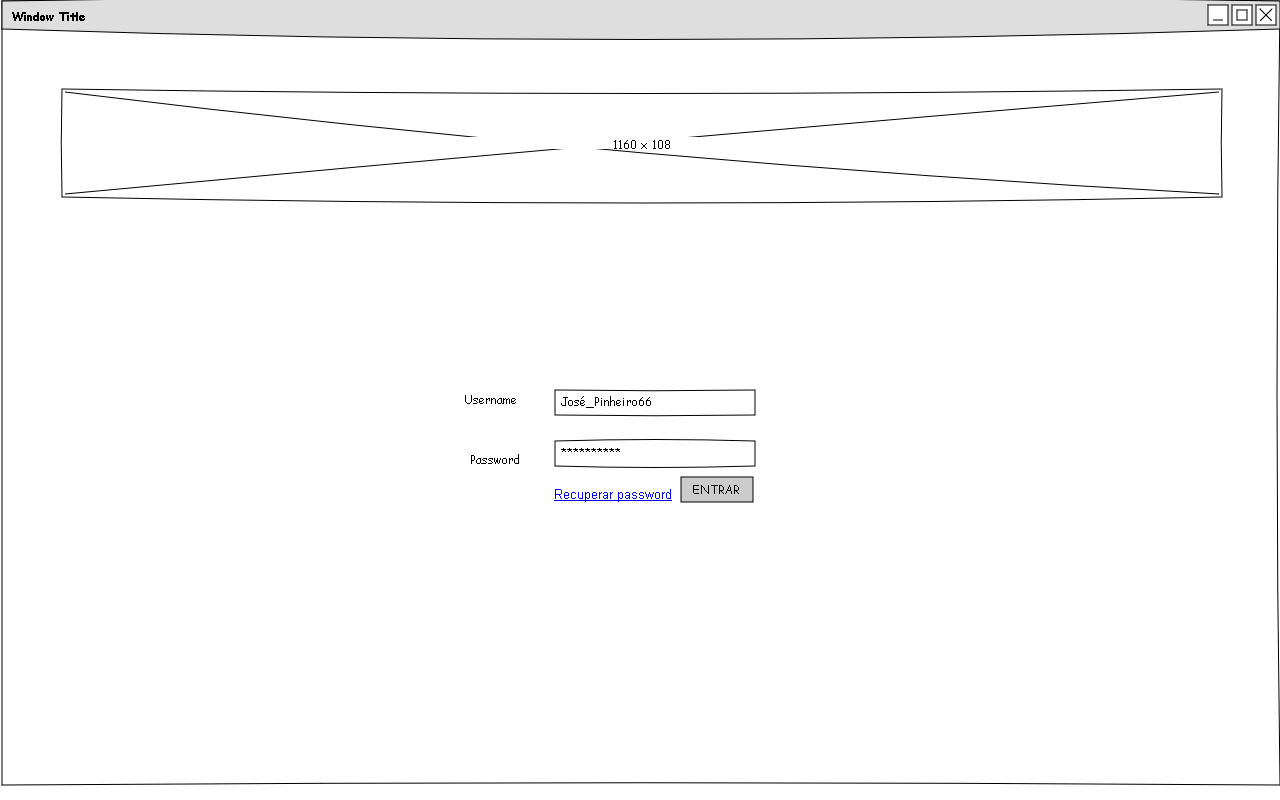 Window Title
1160 x 108
Username
José_Pinheiro66
Password
**********
Recuperar password
ENTRAR